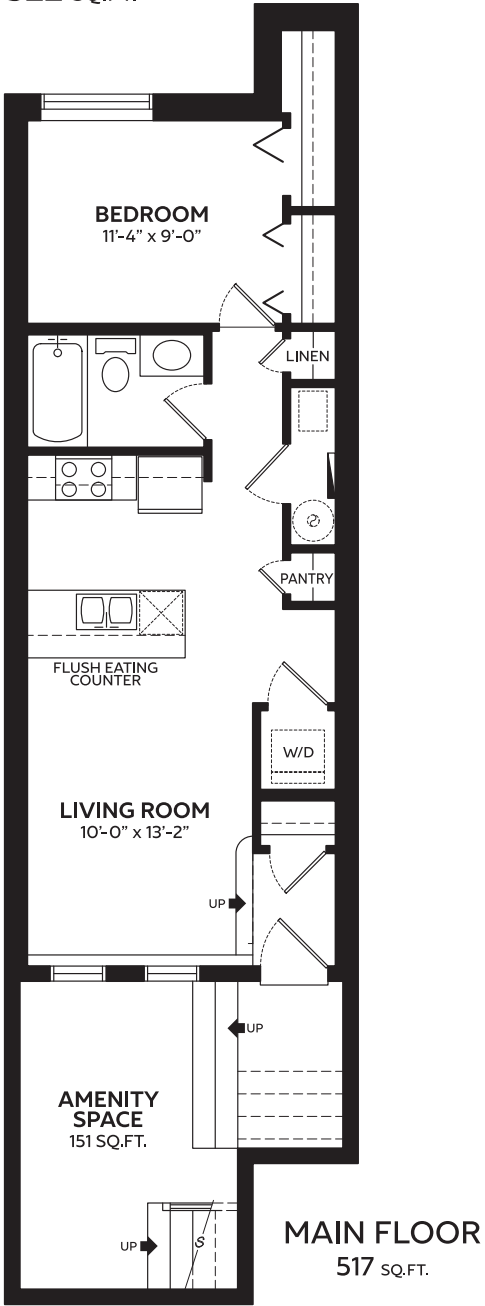 BEDROOM
11'-4" x 9'-0"
LINEN
PANTRY
FLUSH EATING
COUNTER
W/D
LIVING ROOM
10'-0" x 13'-2"
UP
UP
AMENITY
SPACE
151 SQ.FT.
UP
S
MAIN FLOOR
517 SQ.FT.